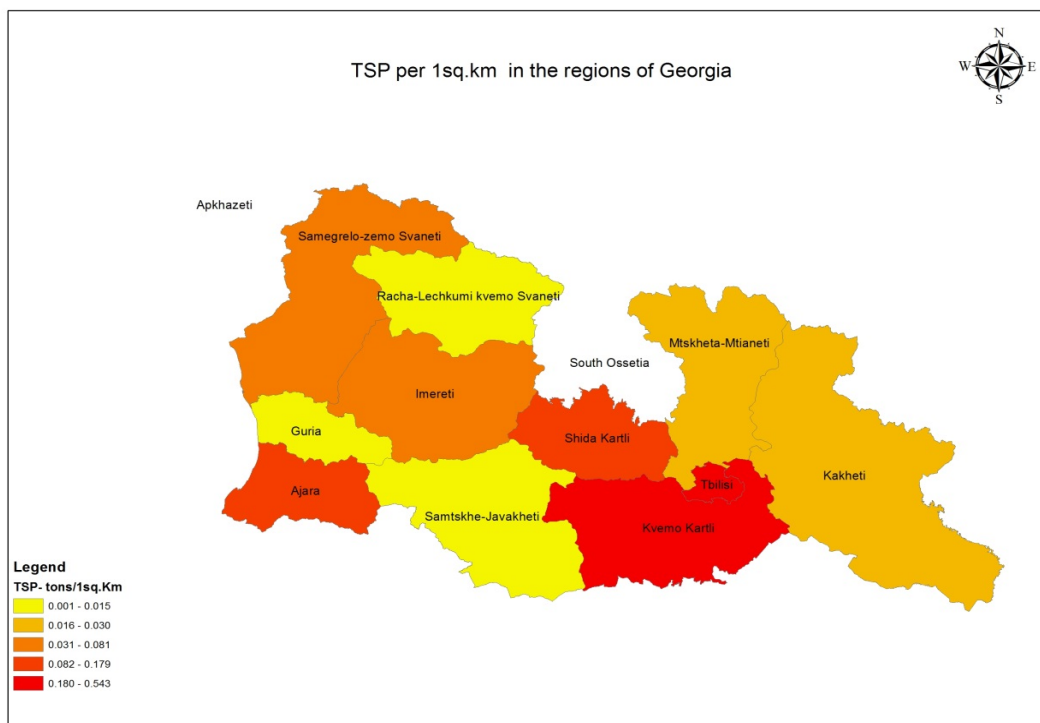 TSP per 1sq.km in the regions of Georgia
N
W E
S
Apkhazeti
Samegrelo-zemo Svaneti
Racha-Lechkumi kvemo Svaneti
Mtskheta-Mtianeti
South Ossetia
Imereti
Guria
Shida Kartli
Kakheti
Tbilisi
Ajara
Samtskhe-Javakheti
Kvemo Kartli
Legend
TSP- tons/1sq.Km
0.001 - 0.015
0.016 - 0.030
0.031 - 0.081
0.082 - 0.179
0.180 - 0.543